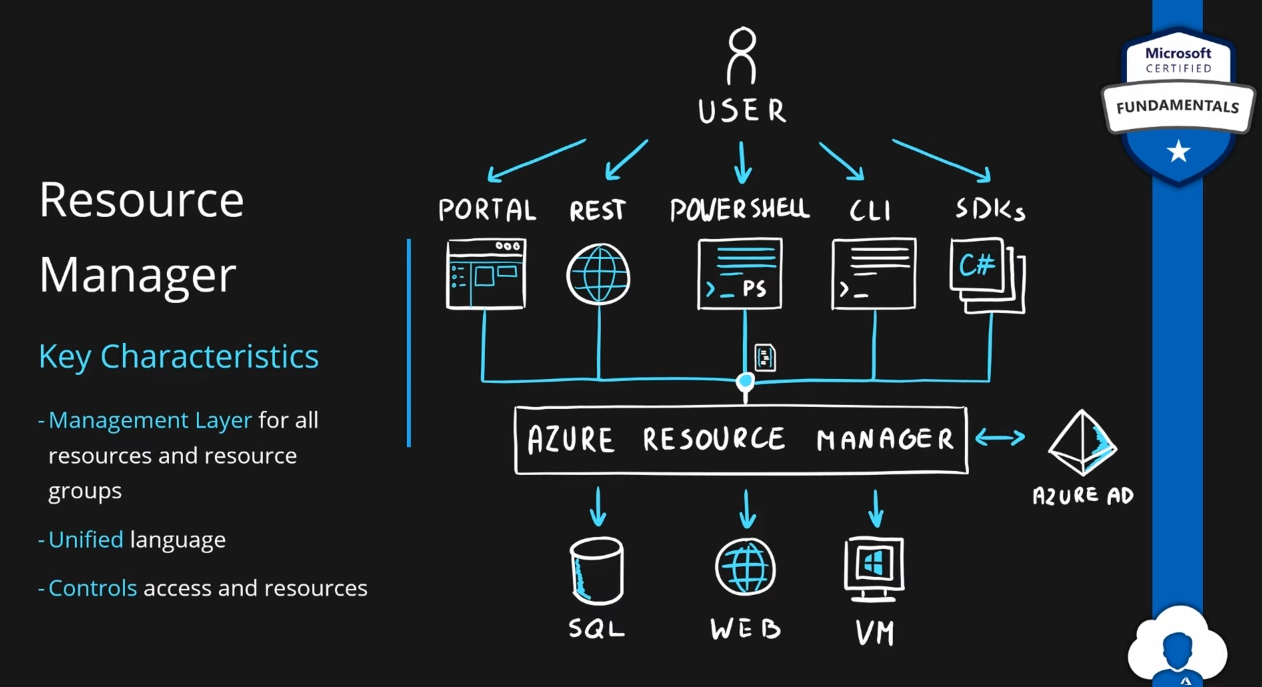 Resource
Manager
Key Characteristics
- Management Layer for all
resources and resource
groups
- Unified language
- Controls access and resources
USER
PORTAL
REST
POWERSHELL
CLI
SDKs
>_ PS
>_
C#
AZURE RESOURCE MANAGER
AZURE AD
SQL
WEB
VM
Microsoft
CERTIFIED
FUNDAMENTALS